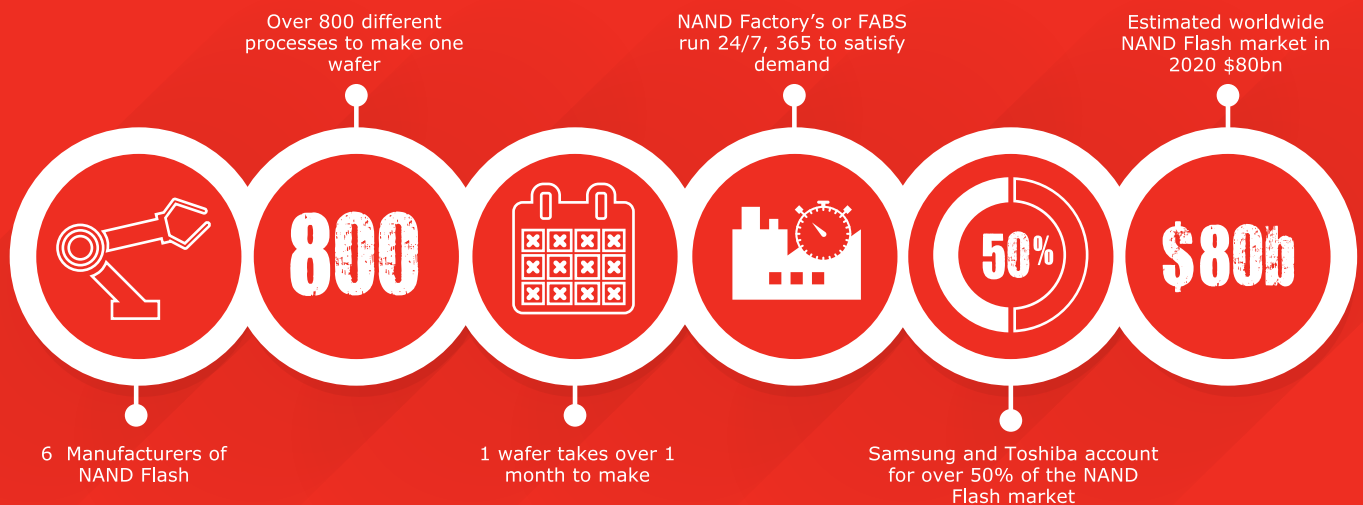 Over 800 different
processes to make one
wafer
NAND Factory's or FABS
run 24/7, 365 to satisfy
demand
Estimated worldwide
NAND Flash market in
2020 $80bn
800
50%
$80b
6 Manufacturers of
NAND Flash
1 wafer takes over 1
month to make
Samsung and Toshiba account
for over 50% of the NAND
Flash market